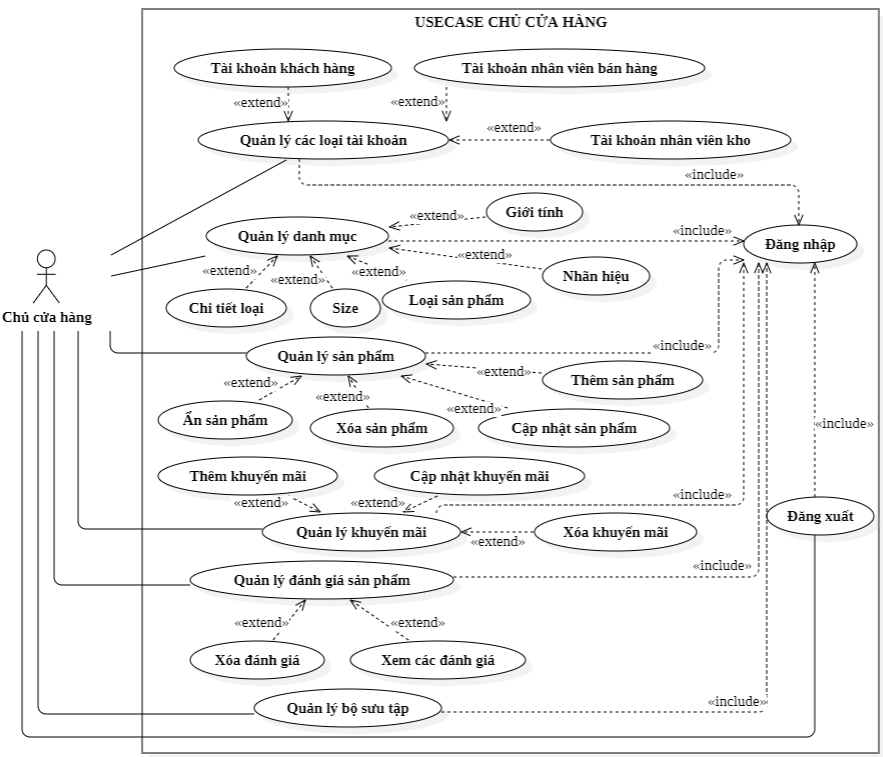 USECASE CHỦ CỬA HÀNG
Tài khoản khách hàng
Tài khoản nhân viên bán hàng
«extend»
«extend»
Quản lý các loại tài khoản
«extend»
Tài khoản nhân viên kho
«include»
Giới tính
«extend»
Quản lý danh mục
«include»
Đăng nhập
«extend»
Nhãn hiệu
«extend»
«extend»
«extend»
Chi tiết loại
Size
Loại sản phẩm
Chủ cửa hàng
Quản lý sản phẩm
«include»
«extend»
Thêm sản phẩm
«extend»
«extend»
«extend»
Ẩn sản phẩm
Xóa sản phẩm
Cập nhật sản phẩm
«include»
Thêm khuyến mãi
Cập nhật khuyến mãi
«extend»
«extend»
«include»
Quản lý khuyến mãi
«extend»
Xóa khuyến mãi
Đăng xuất
Quản lý đánh giá sản phẩm
«include»
«extend»
«extend»
Xóa đánh giá
Xem các đánh giá
Quản lý bộ sưu tập
«include»